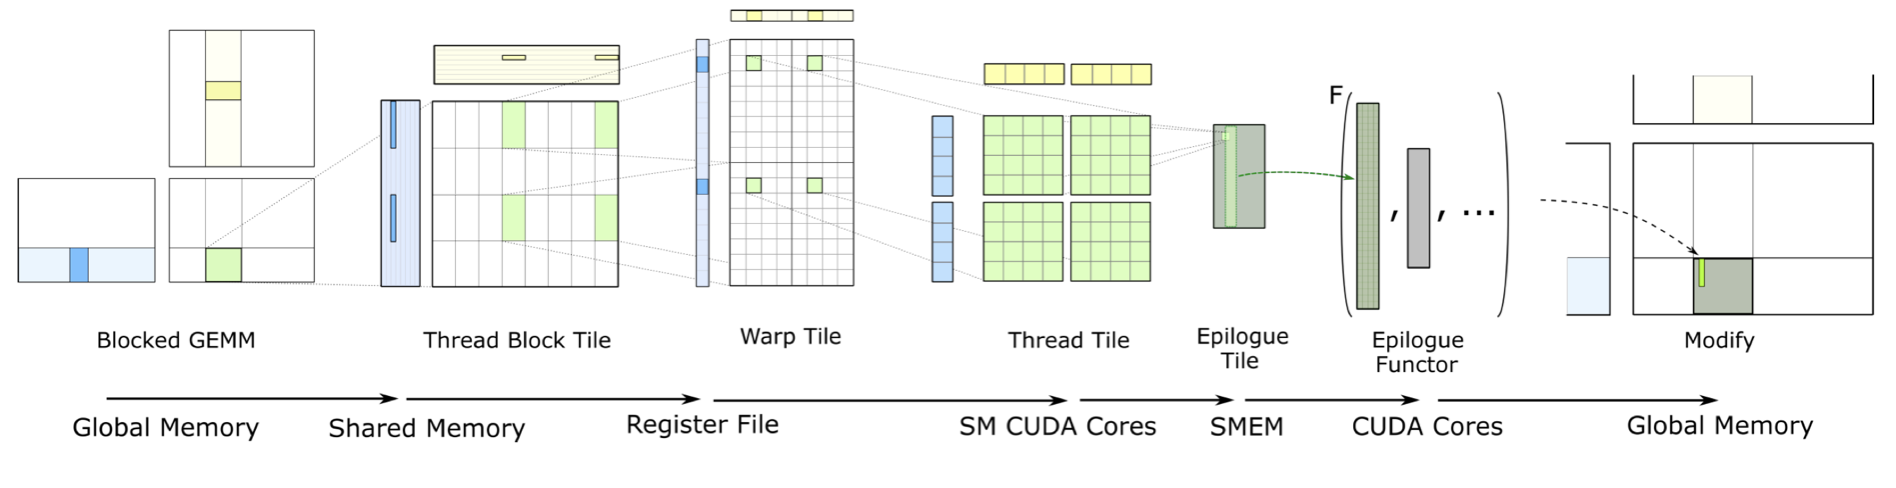 F
, , ...
Blocked GEMM
Thread Block Tile
Warp Tile
Thread Tile
Epilogue
Tile
Epilogue
Functor
Modify
Global Memory
Shared Memory
Register File
SM CUDA Cores
SMEM
CUDA Cores
Global Memory